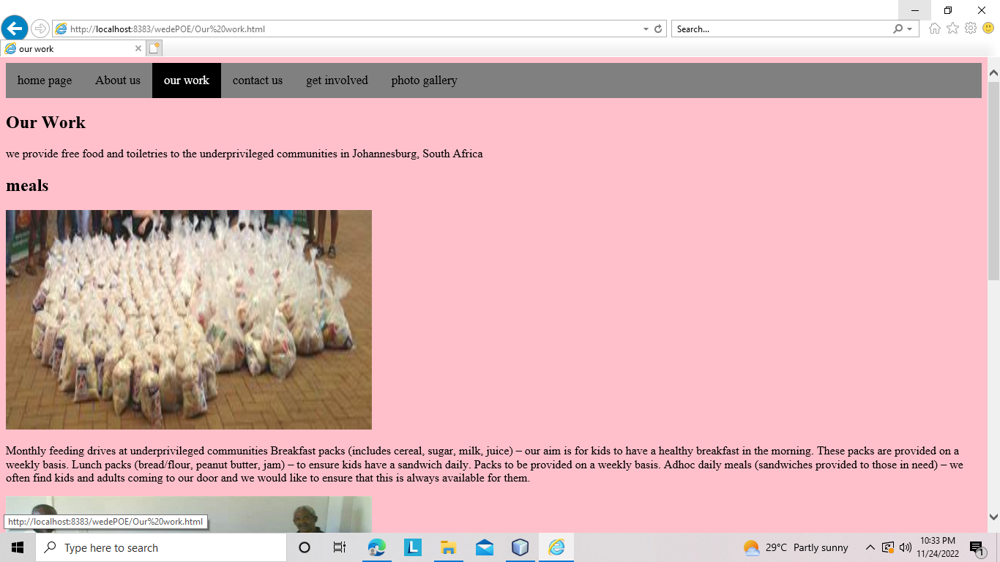 http://localhost:8383/wedePOE/Our%20work.html
Search...
our work
home page About us our work contact us get involved photo gallery
Our Work
we provide free food and toiletries to the underprivileged communities in Johannesburg, South Africa
meals
Monthly feeding drives at underprivileged communities Breakfast packs (includes cereal, sugar, milk, juice) – our aim is for kids to have a healthy breakfast in the morning. These packs are provided on a
weekly basis. Lunch packs (bread/flour, peanut butter, jam) – to ensure kids have a sandwich daily. Packs to be provided on a weekly basis. Adhoc daily meals (sandwiches provided to those in need) – we
often find kids and adults coming to our door and we would like to ensure that this is always available for them.
http://localhost:8383/wedePOE/Our%20work.html
Type here to search
L
29°C Partly sunny
10:33 PM
11/24/2022
1